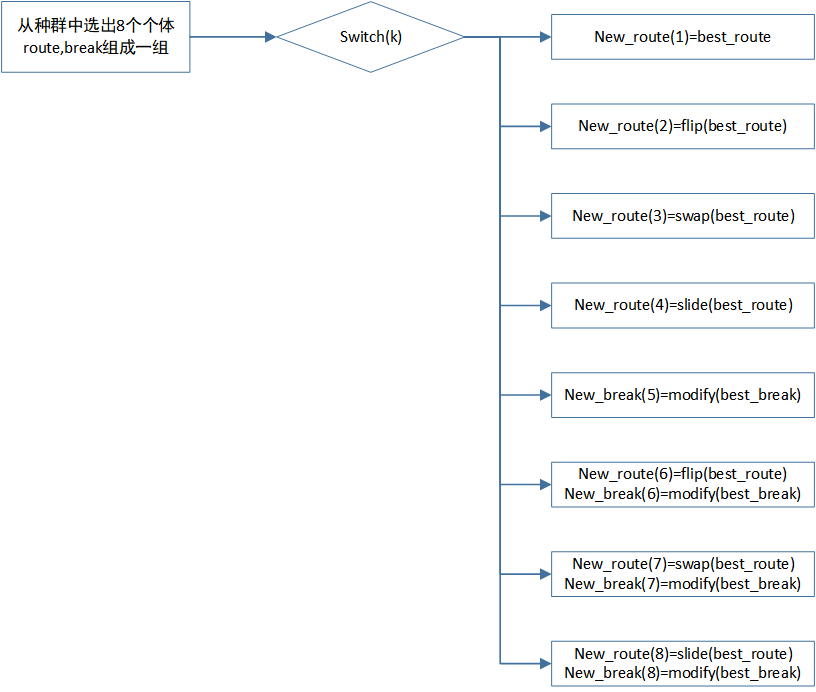 从种群中选出8个个体
route,break组成一组
Switch(k)
New_route(1)=best_route
New_route(2)=flip(best_route)
New_route(3)=swap(best_route)
New_route(4)=slide(best_route)
New_break(5)=modify(best_break)
New_route(6)=flip(best_route)
New_break(6)=modify(best_break)
New_route(7)=swap(best_route)
New_break(7)=modify(best_break)
New_route(8)=slide(best_route)
New_break(8)=modify(best_break)